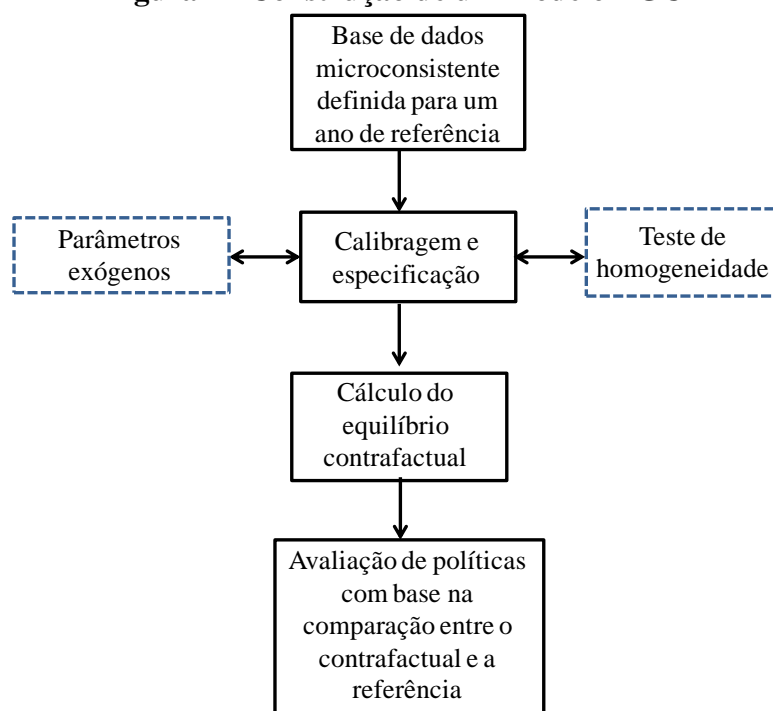 Base de dados
microconsistente
definida para um
ano de referência
Parâmetros
exógenos
Calibragem e
especificação
Teste de
homogeneidade
Cálculo do
equilíbrio
contrafactual
Avaliação de políticas
com base na
comparação entre o
contrafactual e a
referência